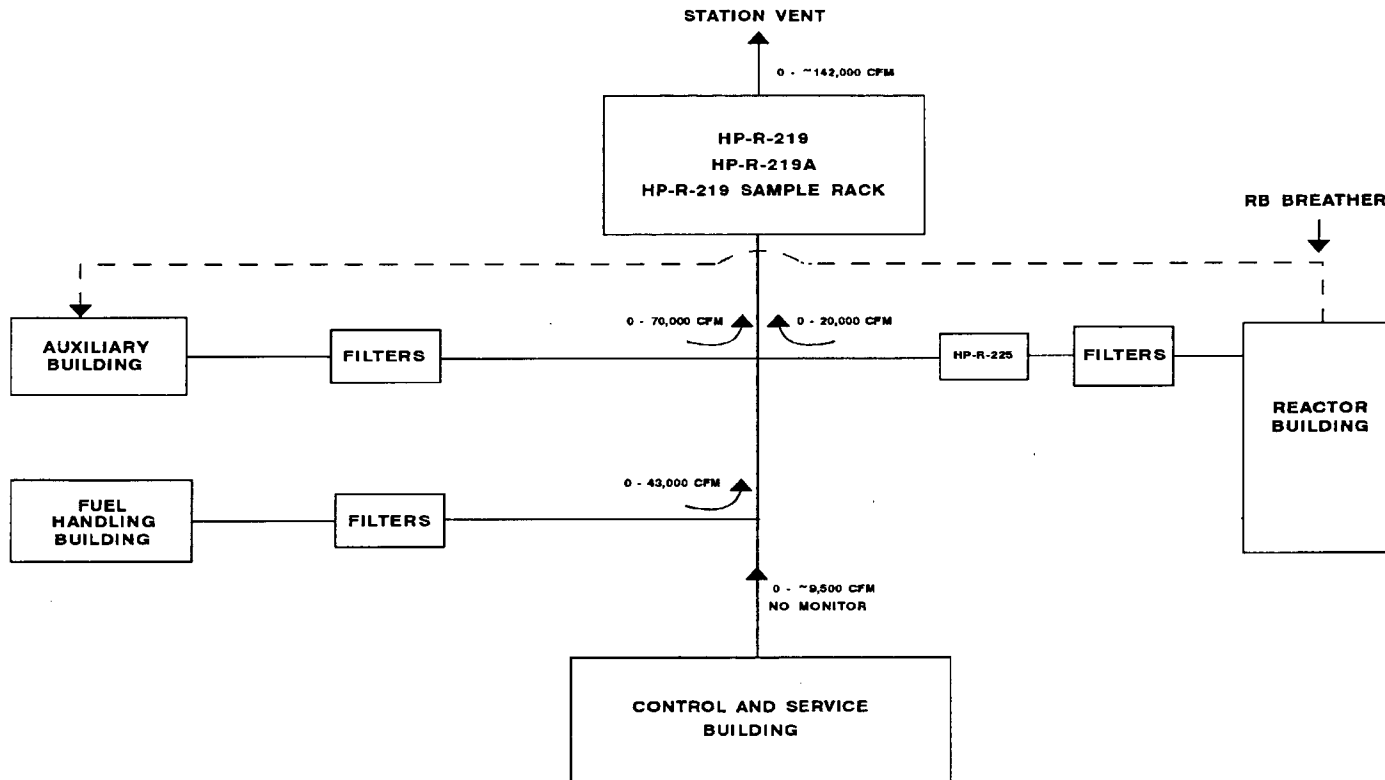 STATION VENT
0 - ~142,000 CFM
HP-R-219
HP-R-219A
HP-R-219 SAMPLE RACK
RB BREATHER
0 - 70,000 CFM
0 - 20,000 CFM
AUXILIARY
BUILDING
FILTERS
HP-R-225
FILTERS
REACTOR
BUILDING
0 - 43,000 CFM
FUEL
HANDLING
BUILDING
FILTERS
0 - ~9,500 CFM
NO MONITOR
CONTROL AND SERVICE
BUILDING